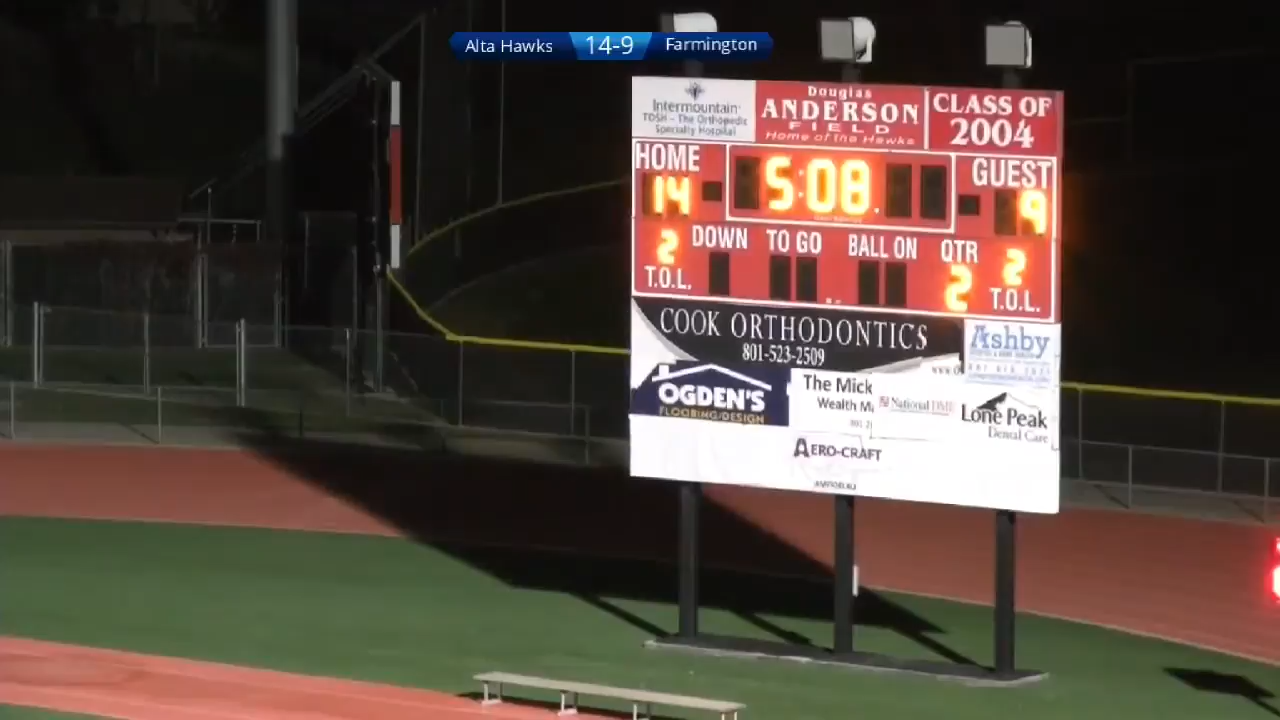 Alta Hawks 14-9 Farmington
Intermountain
TOSH - The Orthopedic
Specialty Hospital
Douglas
ANDERSON
FIELD
Home of the Hawks
CLASS OF
2004
HOME
14
5:08
GUEST
9
2
T.O.L.
DOWN
TO GO
BALL ON
QTR
2
2
T.O.L.
COOK ORTHODONTICS
801-523-2509
Ashby
OGDEN'S
FLOORING/DESIGN
The Mick
Wealth
National
Lone Peak
Dental Care
AERO-CRAFT